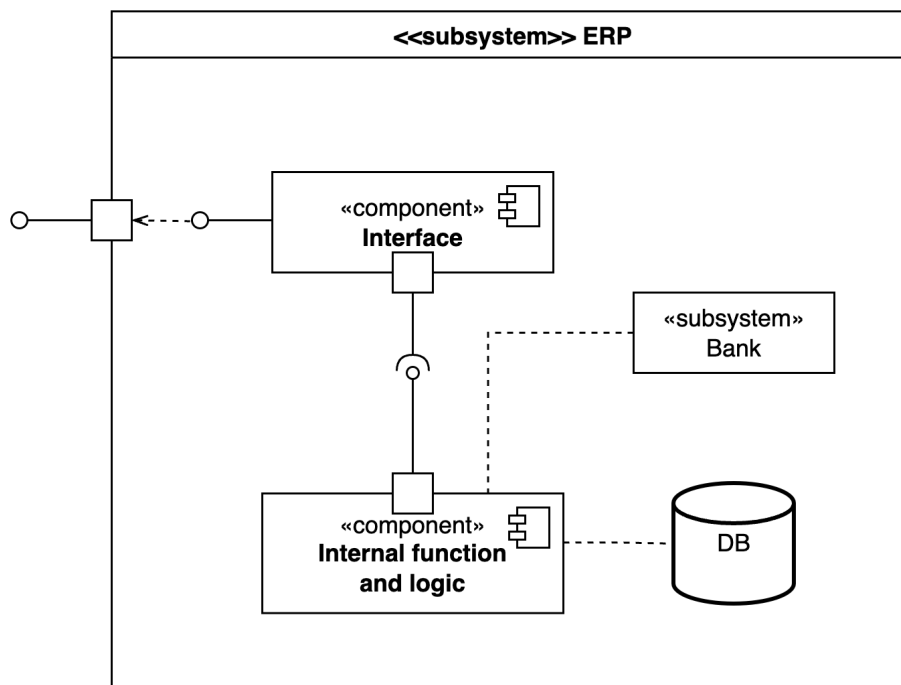 <<subsystem>> ERP
«component»
Interface
«subsystem»
Bank
«component»
Internal function
and logic
DB